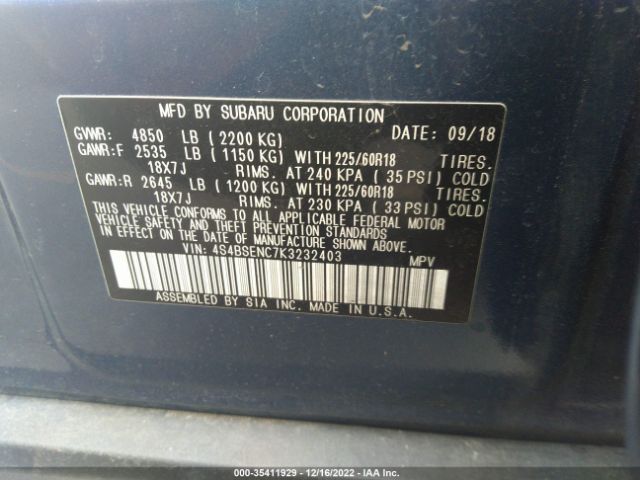 MFD BY SUBARU CORPORATION
GVWR: 4850 LB (2200 KG) DATE: 09/18
GAWR:F 2535 LB (1150 KG) WITH 225/60R18 TIRES.
18X7J RIMS. AT 240 KPA (35 PSI) COLD
GAWR:R 2645 LB (1200 KG) WITH 225/60R18 TIRES.
18X7J RIMS. AT 230 KPA (33 PSI) COLD
THIS VEHICLE CONFORMS TO ALL APPLICABLE FEDERAL MOTOR
VEHICLE SAFETY AND THEFT PREVENTION STANDARDS
IN EFFECT ON THE DATE OF MANUFACTURE SHOWN ABOVE.
VIN: 4S4BSENC7K3232403 MPV
ASSEMBLED BY SIA INC. MADE IN U.S.A.
000-35411929 - 12/16/2022 - IAA Inc.